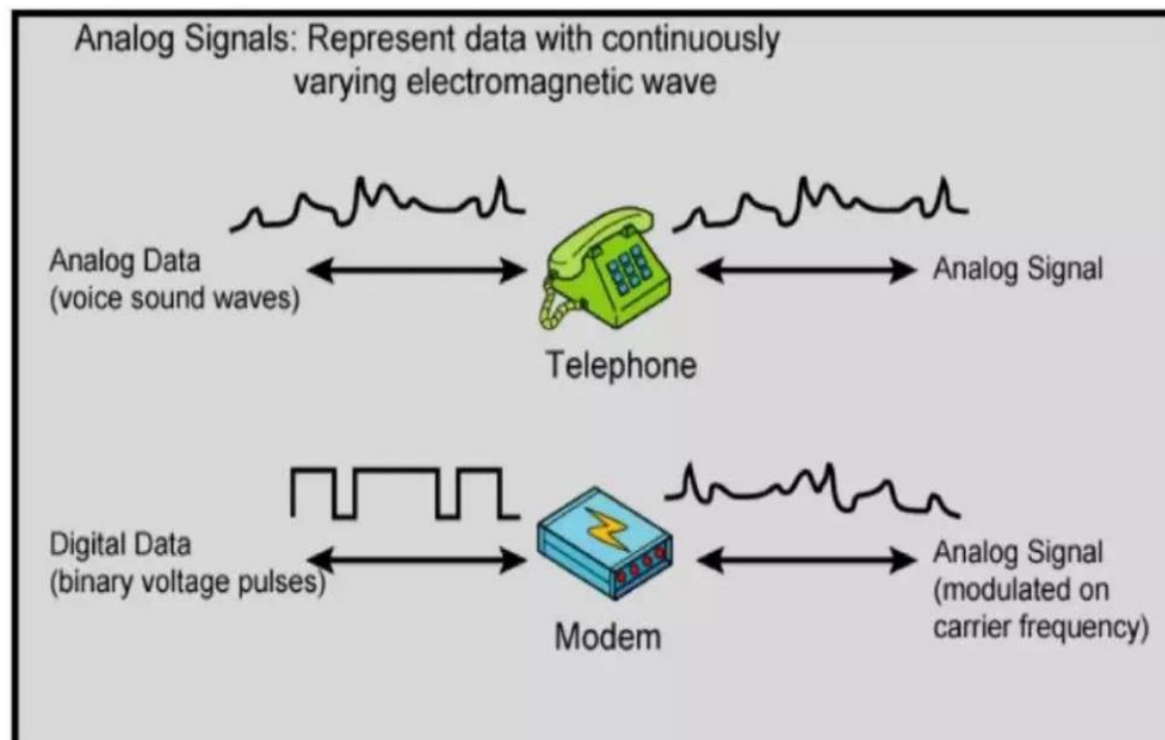 Analog Signals: Represent data with continuously
varying electromagnetic wave
Analog Data
(voice sound waves)
Analog Signal
Telephone
Digital Data
(binary voltage pulses)
Analog Signal
(modulated on
carrier frequency)
Modem